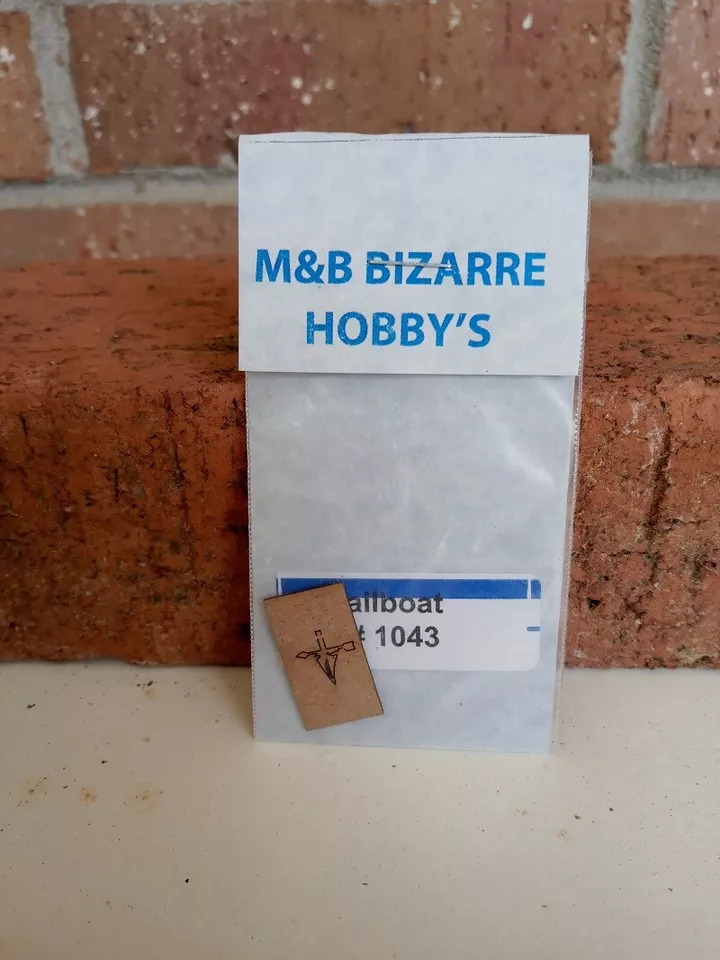 M&B BIZARRE
HOBBY'S
ailboat
# 1043